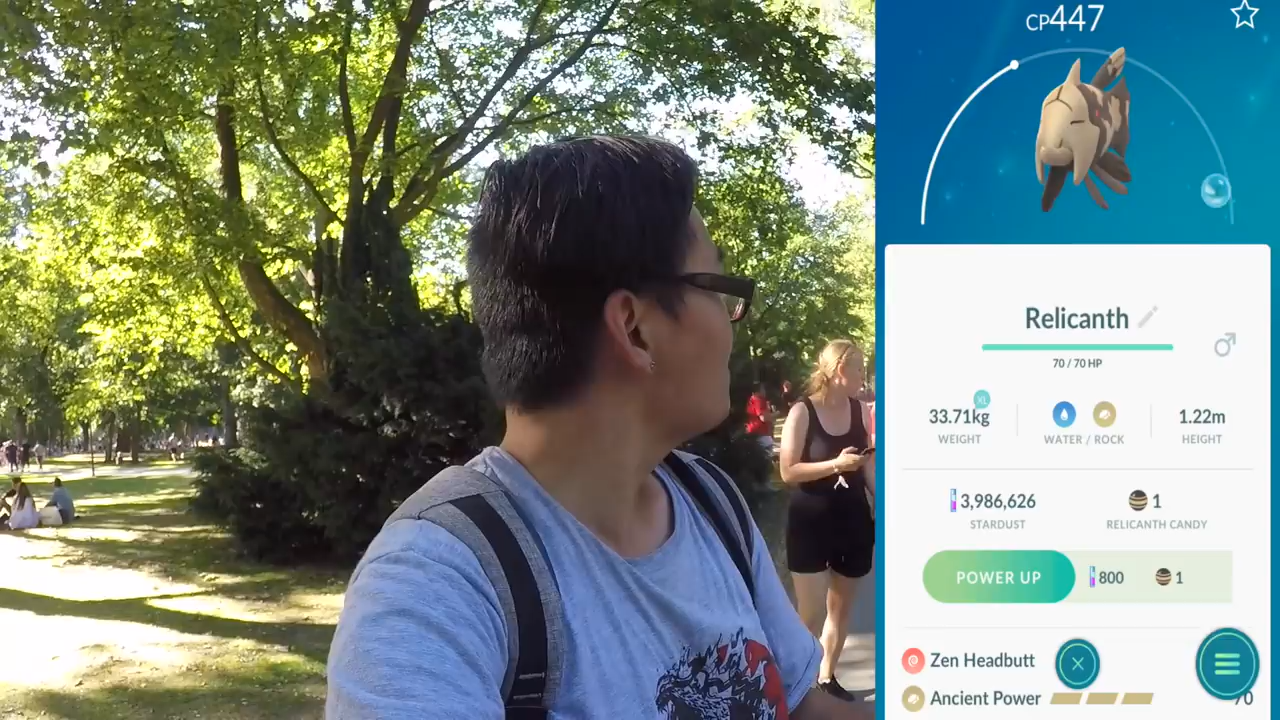 CP447
Relicanth
70 / 70 HP
XL
33.71kg
WEIGHT
WATER / ROCK
1.22m
HEIGHT
3,986,626
STARDUST
1
RELICANTH CANDY
POWER UP
800
1
Zen Headbutt
Ancient Power
70